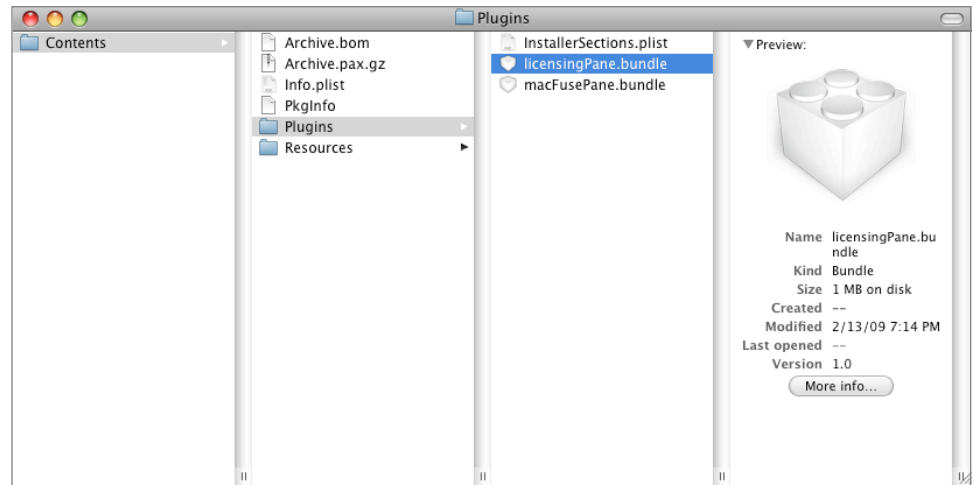 Plugins
Contents
Archive.bom
Archive.pax.gz
Info.plist
PkgInfo
Plugins
Resources
InstallerSections.plist
licensingPane.bundle
macFusePane.bundle
Preview:
Name licensingPane.bu
ndle
Kind Bundle
Size 1 MB on disk
Created --
Modified 2/13/09 7:14 PM
Last opened --
Version 1.0
More info...